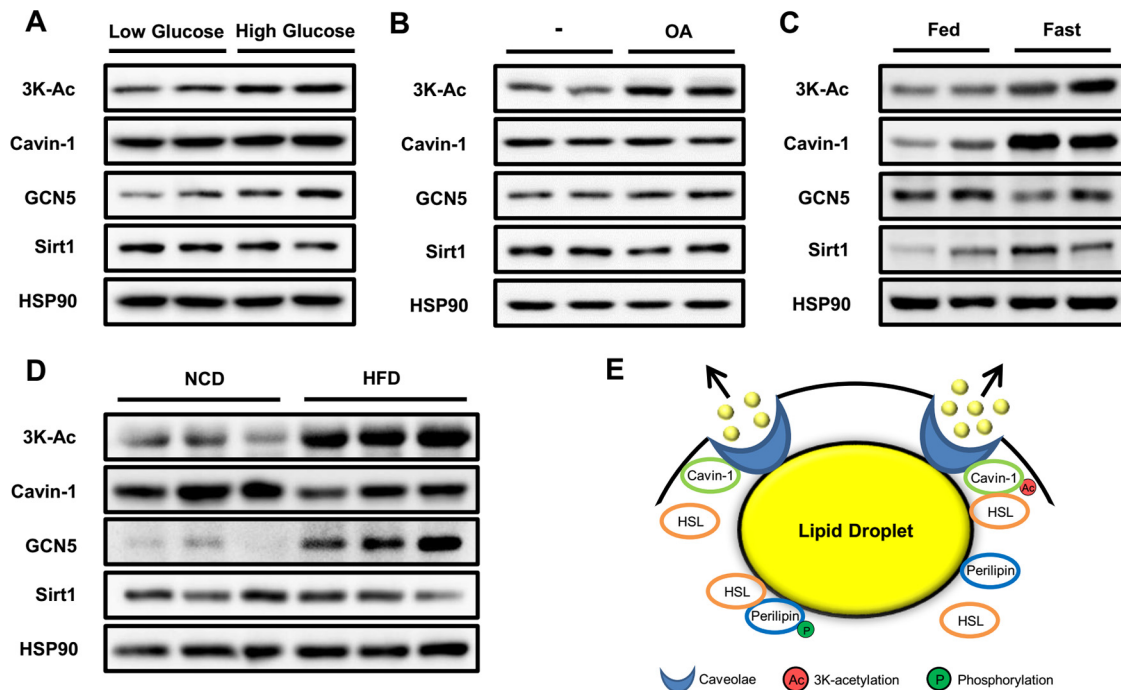 A
Low Glucose High Glucose
3K-Ac
Cavin-1
GCN5
Sirt1
HSP90
B
- OA
3K-Ac
Cavin-1
GCN5
Sirt1
HSP90
C
Fed Fast
3K-Ac
Cavin-1
GCN5
Sirt1
HSP90
D
NCD HFD
3K-Ac
Cavin-1
GCN5
Sirt1
HSP90
E
Cavin-1
Cavin-1
Ac
HSL
HSL
Lipid Droplet
Perilipin
HSL
Perilipin
P
HSL
Caveolae Ac 3K-acetylation P Phosphorylation